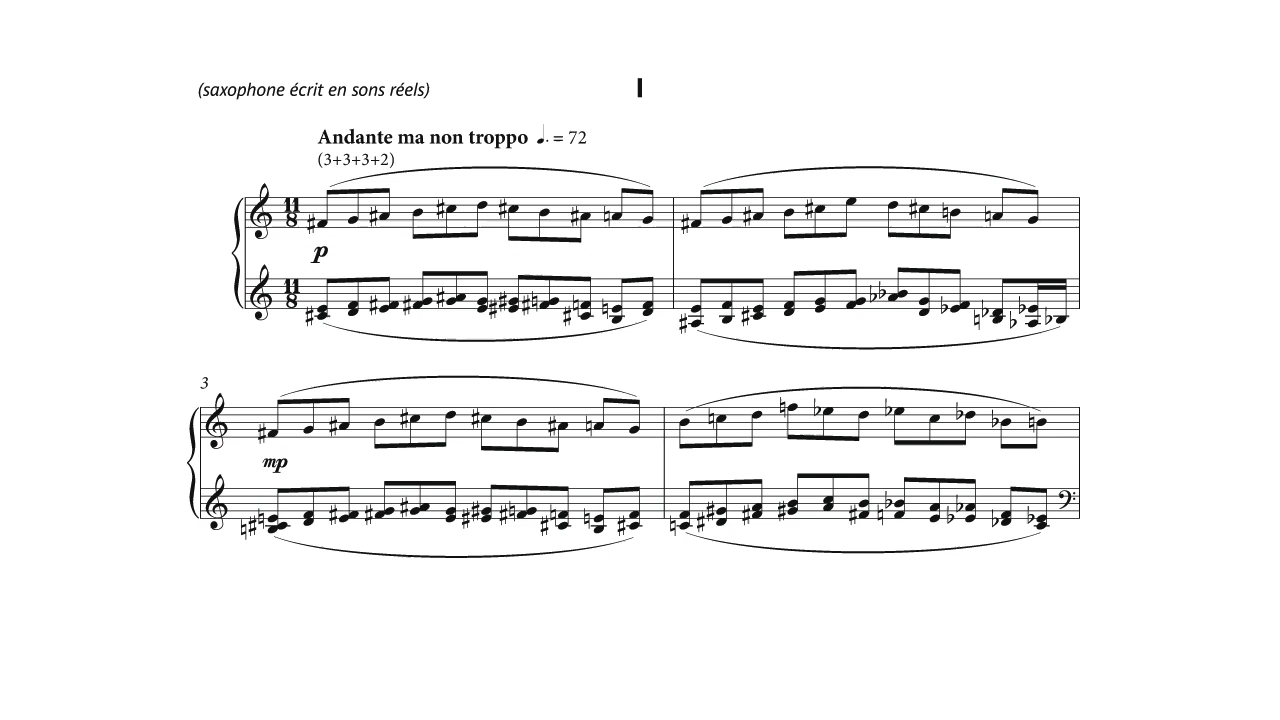 (saxophone écrit en sons réels)
I
Andante ma non troppo ♩. = 72
(3+3+3+2)
11
8
p
11
8
3
mp